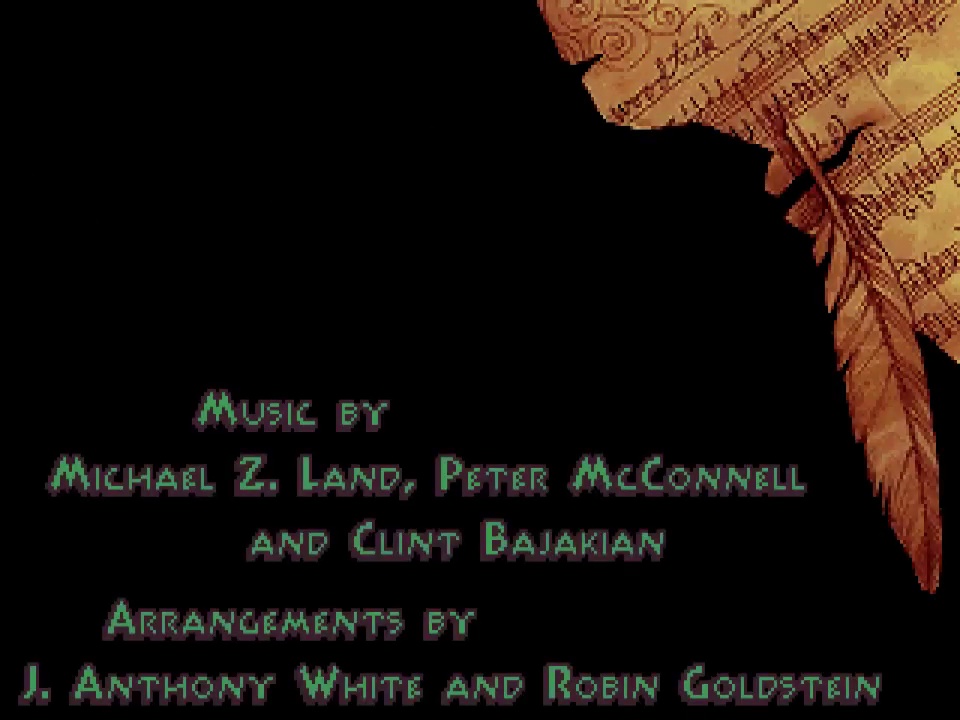 Music by
Michael Z. Land, Peter McConnell
and Clint Bajakian
Arrangements by
J. Anthony White and Robin Goldstein